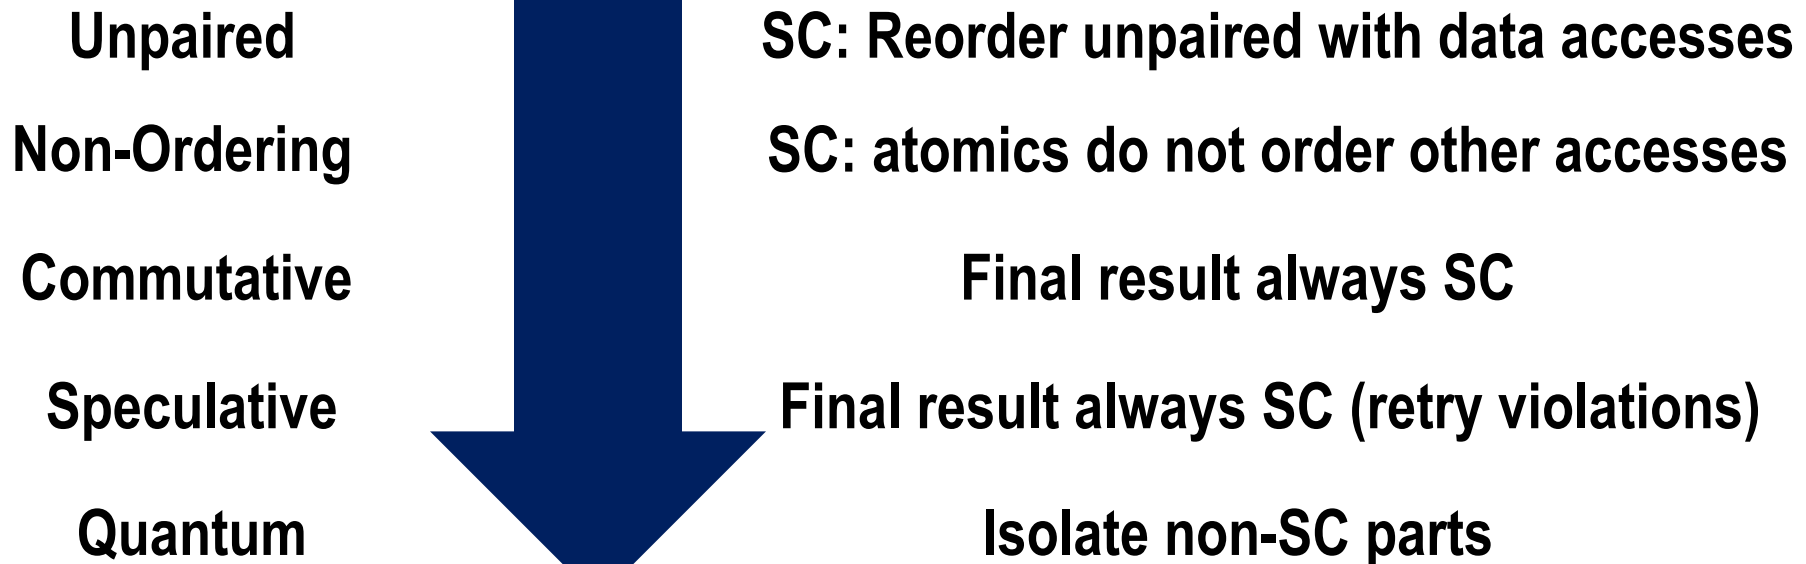 Unpaired SC: Reorder unpaired with data accesses
Non-Ordering SC: atomics do not order other accesses
Commutative Final result always SC
Speculative Final result always SC (retry violations)
Quantum Isolate non-SC parts